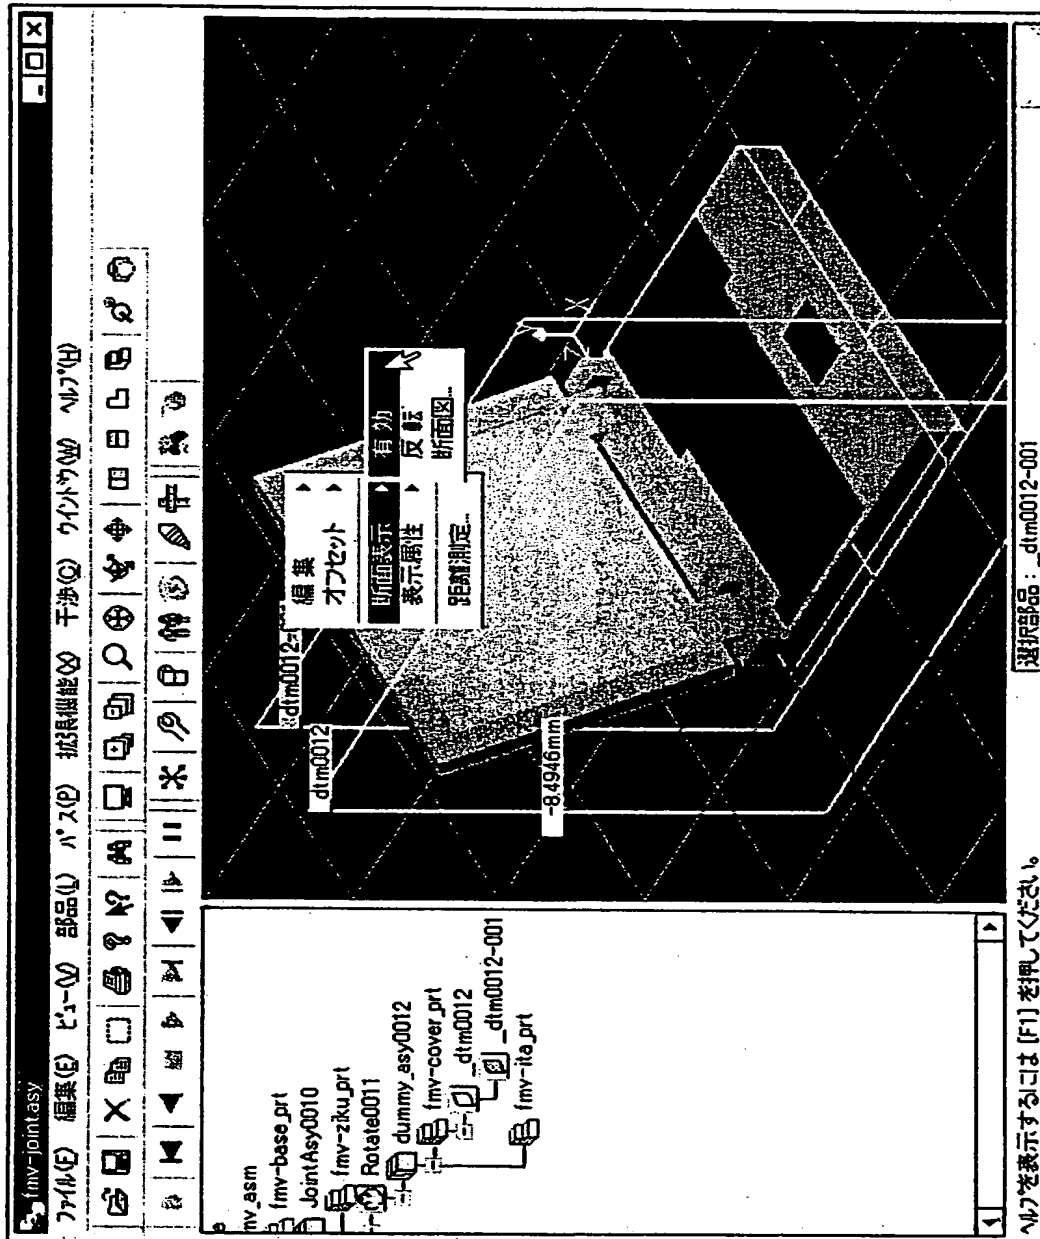 fmv-jointasy
ファイル(F) 編集(E) ビュー(V) 部品(L) パス(P) 拡張機能(X) 干渉(Q) ウィントウ(W) ヘルプ(H)
mv_asm
fmv-base_prt
JointAsy0010
fmv-ziku_prt
Rotate0011
dummy_asy0012
fmv-cover_prt
_dtm0012
_dtm0012-001
fmv-ita_prt
dtm0012-
dtm0012
-8.4946mm
編集
オフセット
断面表示
表示属性
距離測定...
有効
反転
断面図...
Y
X
Z
ヘルプを表示するには [F1] を押してください。
選択部品 : _dtm0012-001